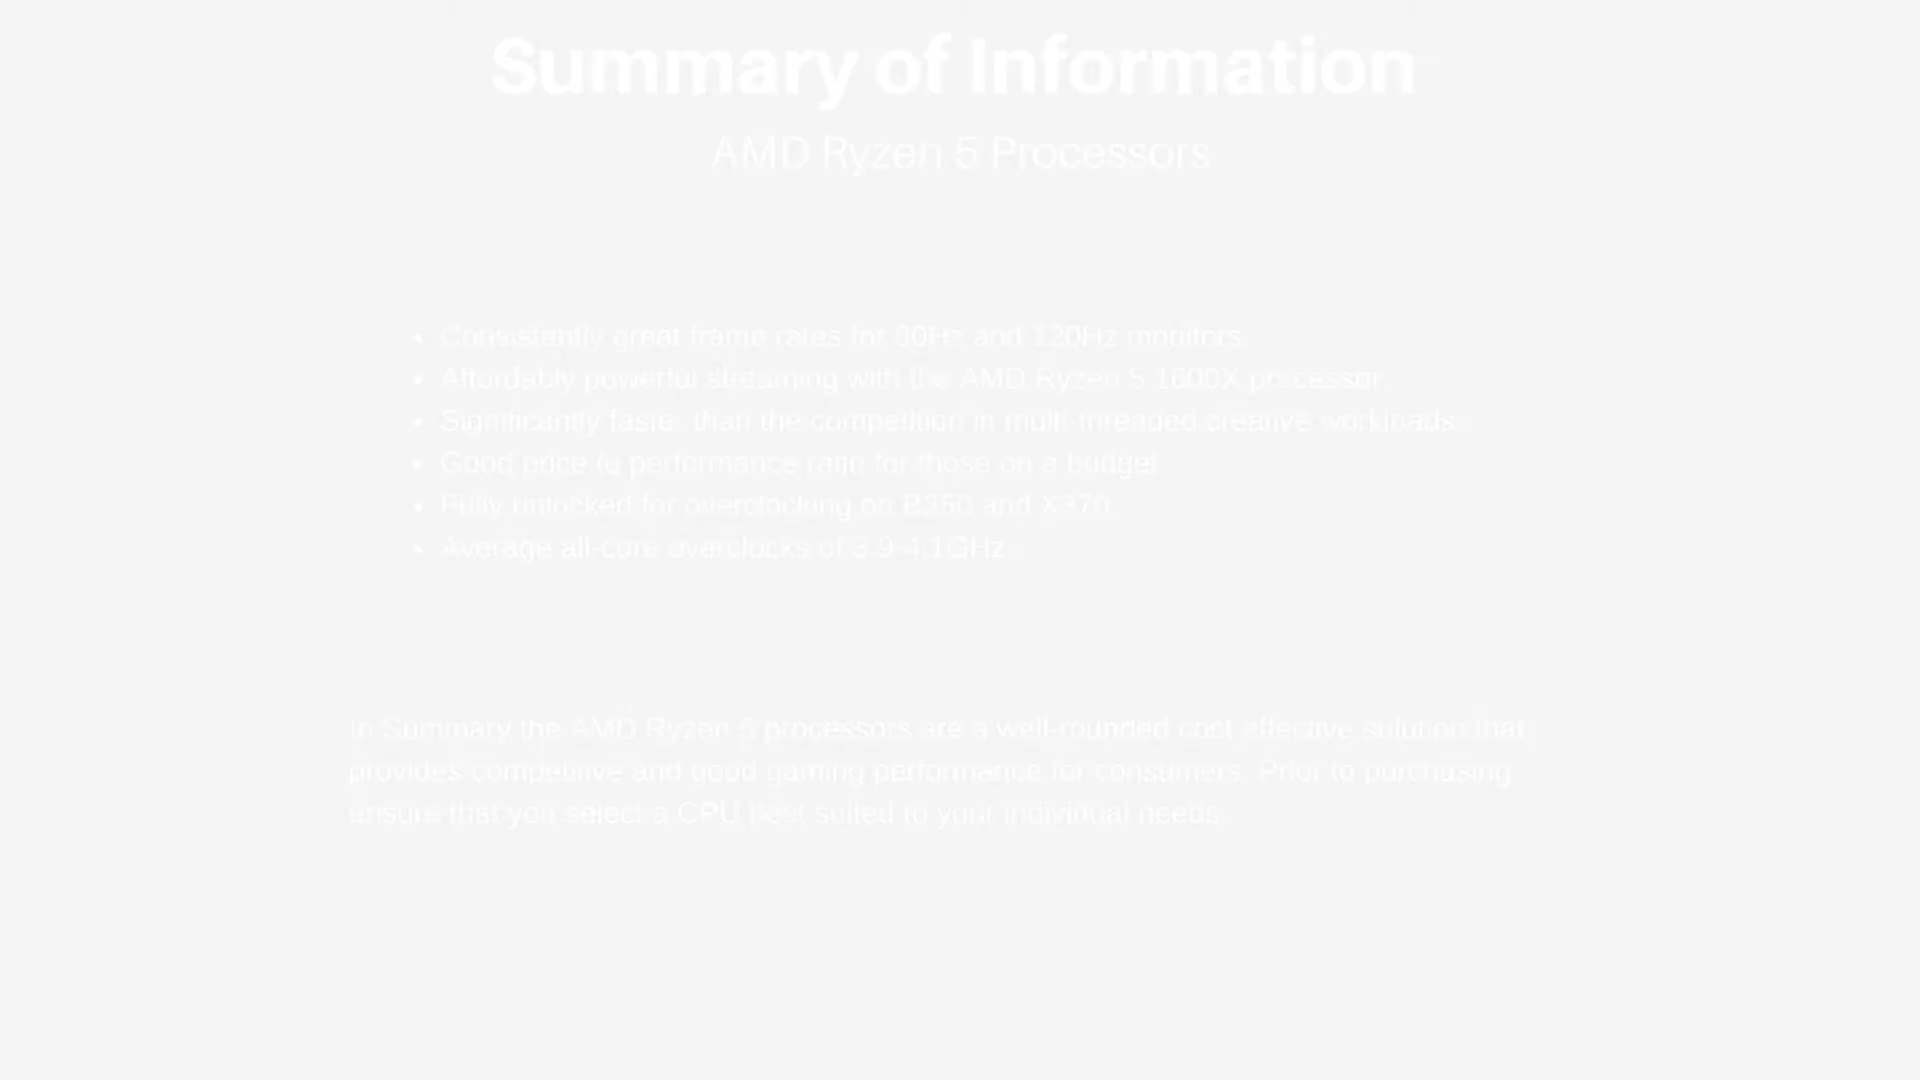 Summary of Information
AMD Ryzen 5 Processors
Consistently great frame rates for 60Hz and 120Hz monitors
Affordably powerful streaming with the AMD Ryzen 5 1600X processor
Significantly faster than the competition in multi-threaded creative workloads
Good price to performance ratio for those on a budget
Fully unlocked for overclocking on B350 and X370
Average all-core overclocks of 3.9-4.1GHz
In Summary the AMD Ryzen 5 processors are a well-rounded cost effective solution that
provides competitive and good gaming performance for consumers. Prior to purchasing
ensure that you select a CPU best suited to your individual needs.